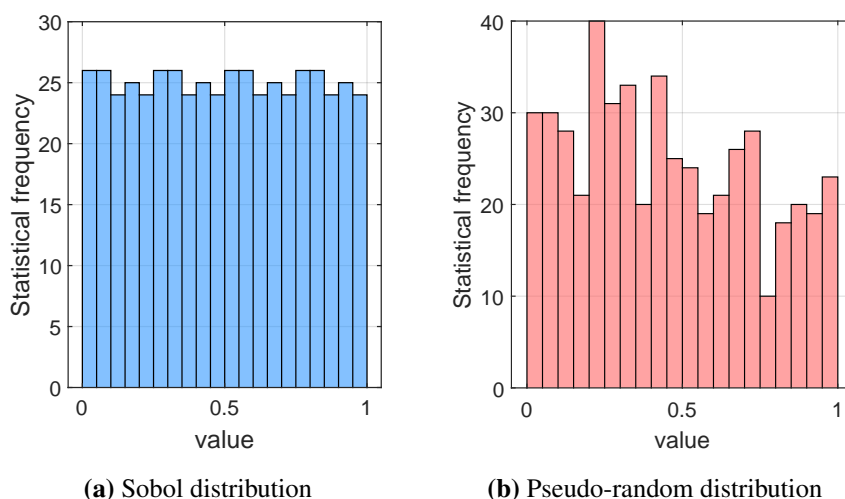 30
25
20
15
10
5
0
Statistical frequency
0 0.5 1
value
(a) Sobol distribution
40
30
20
10
0
Statistical frequency
0 0.5 1
value
(b) Pseudo-random distribution